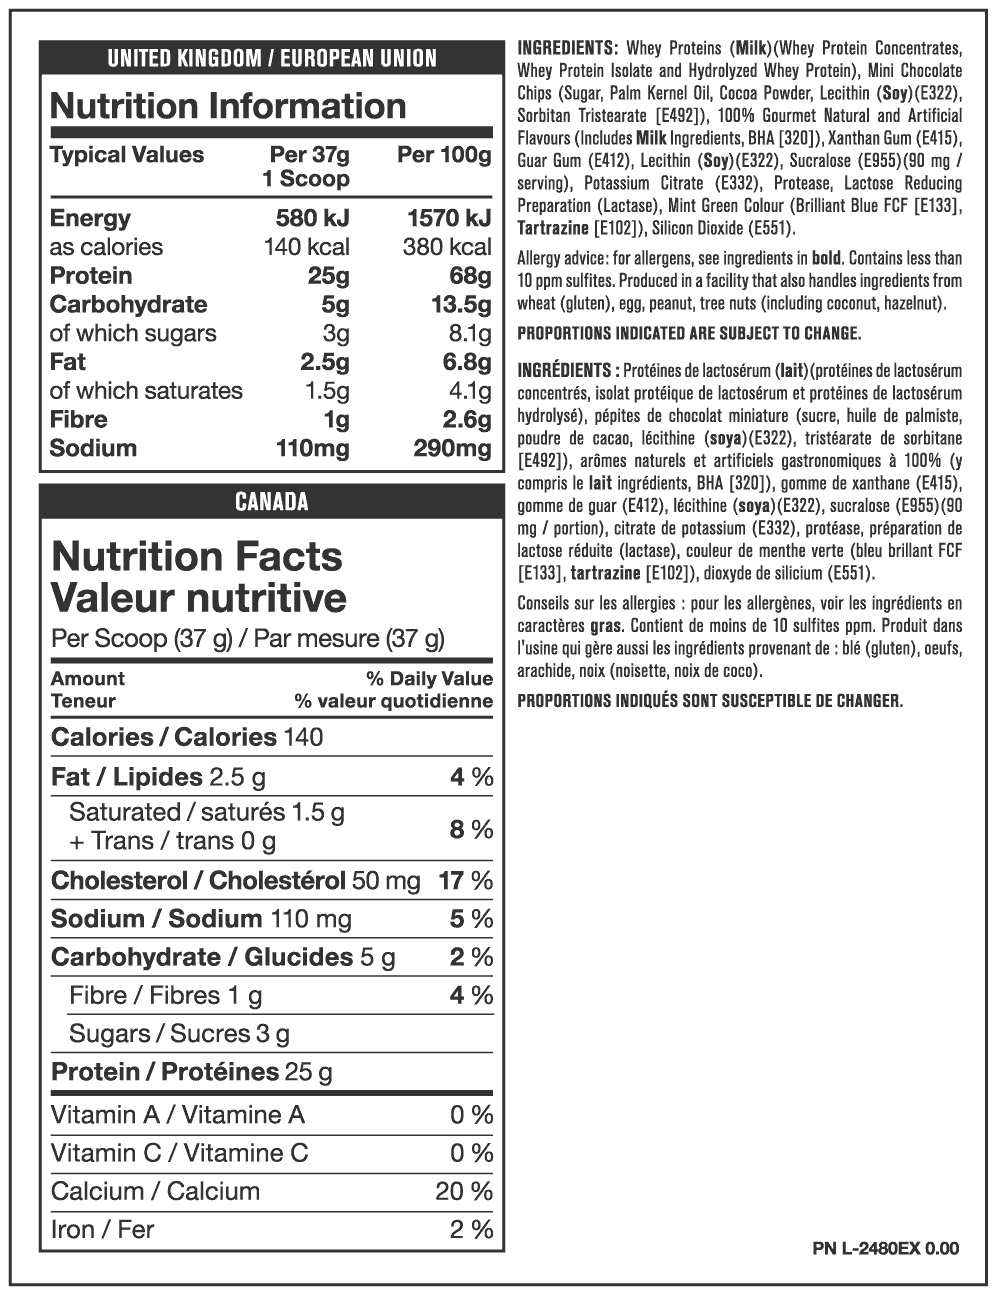 UNITED KINGDOM / EUROPEAN UNION
Nutrition Information
Typical Values Per 37g Per 100g
1 Scoop
Energy 580 kJ 1570 kJ
as calories 140 kcal 380 kcal
Protein 25g 68g
Carbohydrate 5g 13.5g
of which sugars 3g 8.1g
Fat 2.5g 6.8g
of which saturates 1.5g 4.1g
Fibre 1g 2.6g
Sodium 110mg 290mg
CANADA
Nutrition Facts
Valeur nutritive
Per Scoop (37 g) / Par mesure (37 g)
Amount % Daily Value
Teneur % valeur quotidienne
Calories / Calories 140
Fat / Lipides 2.5 g 4 %
Saturated / saturés 1.5 g
+ Trans / trans 0 g 8 %
Cholesterol / Cholestérol 50 mg 17 %
Sodium / Sodium 110 mg 5 %
Carbohydrate / Glucides 5 g 2 %
Fibre / Fibres 1 g 4 %
Sugars / Sucres 3 g
Protein / Protéines 25 g
Vitamin A / Vitamine A 0 %
Vitamin C / Vitamine C 0 %
Calcium / Calcium 20 %
Iron / Fer 2 %
INGREDIENTS: Whey Proteins (Milk)(Whey Protein Concentrates,
Whey Protein Isolate and Hydrolyzed Whey Protein), Mini Chocolate
Chips (Sugar, Palm Kernel Oil, Cocoa Powder, Lecithin (Soy)(E322),
Sorbitan Tristearate [E492]), 100% Gourmet Natural and Artificial
Flavours (Includes Milk Ingredients, BHA [320]), Xanthan Gum (E415),
Guar Gum (E412), Lecithin (Soy)(E322), Sucralose (E955)(90 mg /
serving), Potassium Citrate (E332), Protease, Lactose Reducing
Preparation (Lactase), Mint Green Colour (Brilliant Blue FCF [E133],
Tartrazine [E102]), Silicon Dioxide (E551).
Allergy advice: for allergens, see ingredients in bold. Contains less than
10 ppm sulfites. Produced in a facility that also handles ingredients from
wheat (gluten), egg, peanut, tree nuts (including coconut, hazelnut).
PROPORTIONS INDICATED ARE SUBJECT TO CHANGE.
INGRÉDIENTS : Protéines de lactosérum (lait)(protéines de lactosérum
concentrés, isolat protéique de lactosérum et protéines de lactosérum
hydrolysé), pépites de chocolat miniature (sucre, huile de palmiste,
poudre de cacao, lécithine (soya)(E322), tristéarate de sorbitane
[E492]), arômes naturels et artificiels gastronomiques à 100% (y
compris le lait ingrédients, BHA [320]), gomme de xanthane (E415),
gomme de guar (E412), lécithine (soya)(E322), sucralose (E955)(90
mg / portion), citrate de potassium (E332), protéase, préparation de
lactose réduite (lactase), couleur de menthe verte (bleu brillant FCF
[E133], tartrazine [E102]), dioxyde de silicium (E551).
Conseils sur les allergies : pour les allergènes, voir les ingrédients en
caractères gras. Contient de moins de 10 sulfites ppm. Produit dans
l'usine qui gère aussi les ingrédients provenant de : blé (gluten), oeufs,
arachide, noix (noisette, noix de coco).
PROPORTIONS INDIQUÉS SONT SUSCEPTIBLE DE CHANGER.
PN L-2480EX 0.00